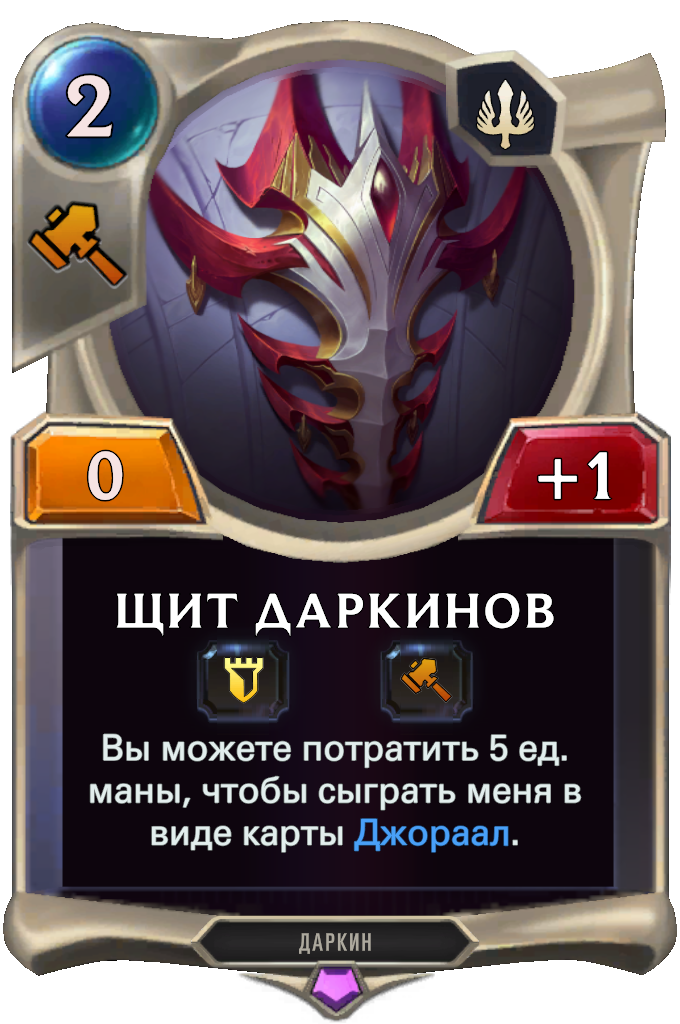 2
0
+1
ЩИТ ДАРКИНОВ
Вы можете потратить 5 ед.
маны, чтобы сыграть меня в
виде карты Джораал.
ДАРКИН